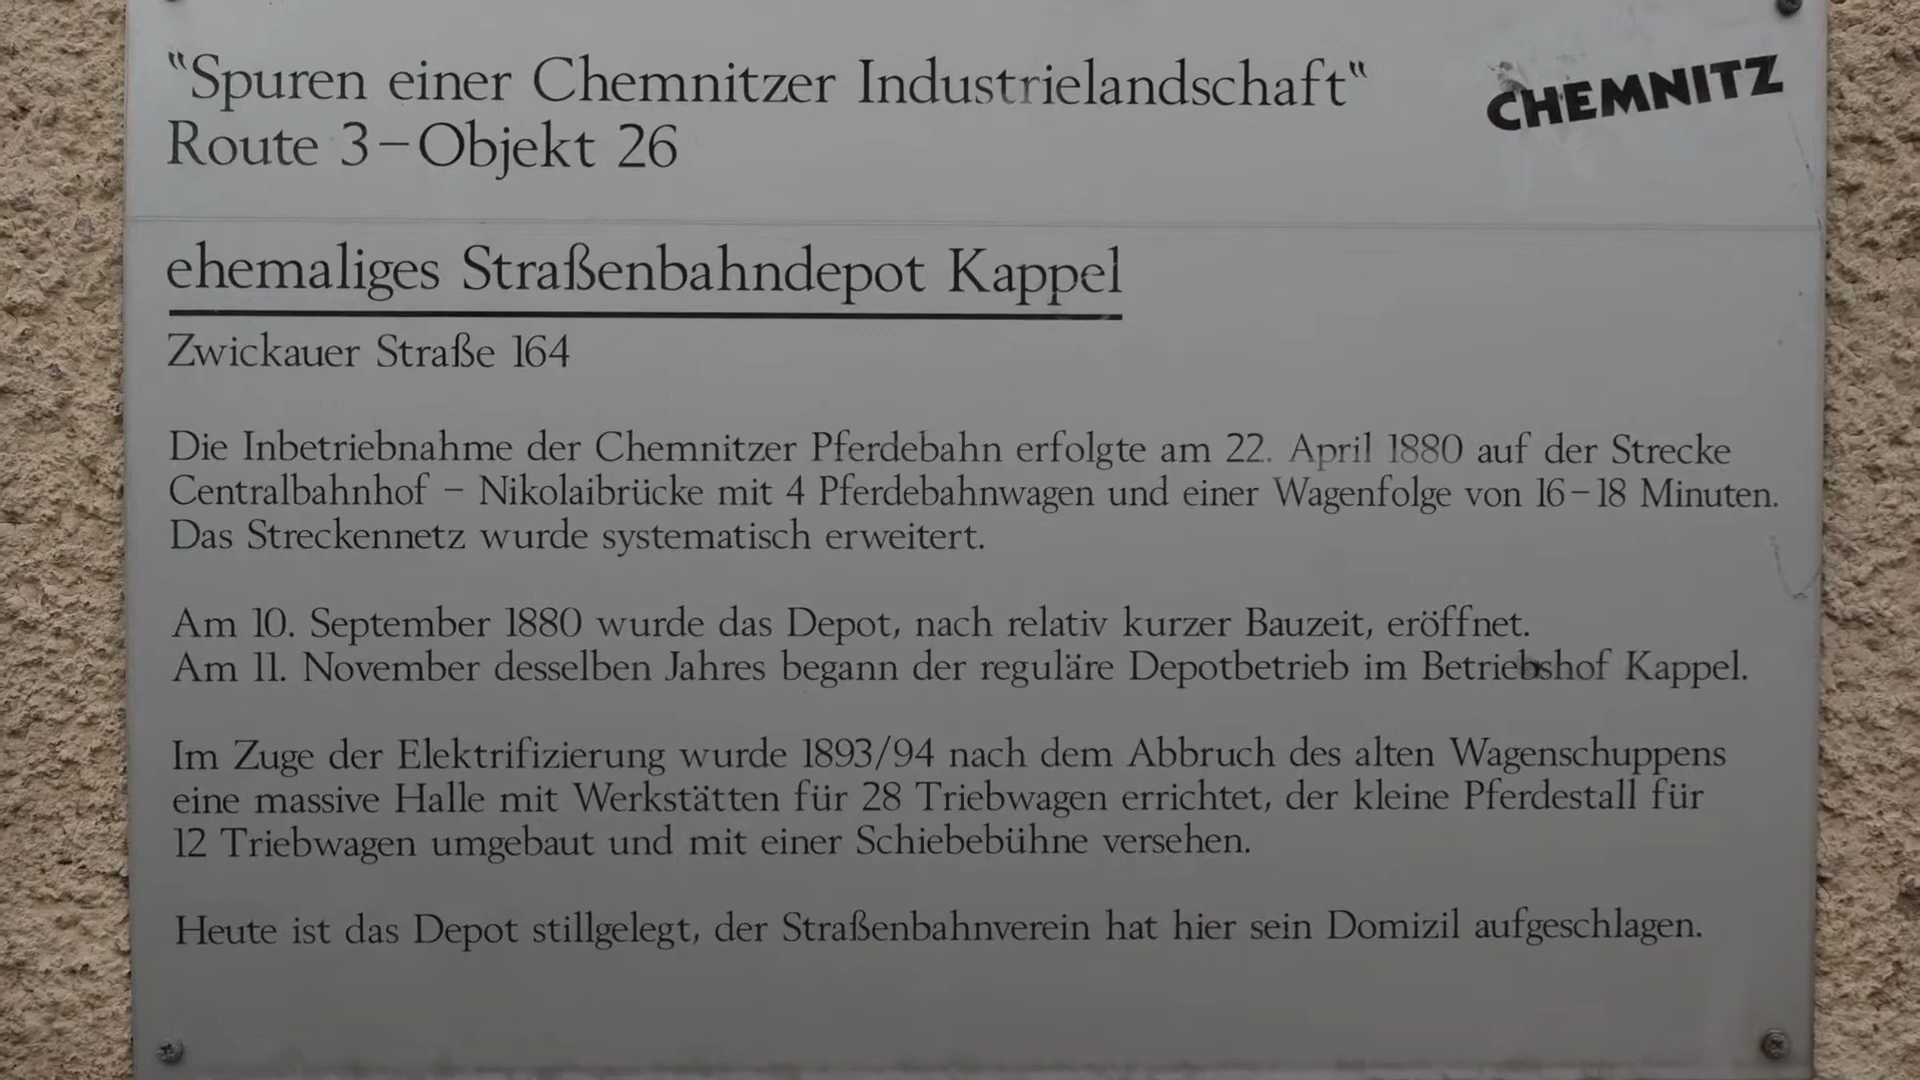 "Spuren einer Chemnitzer Industrielandschaft"
CHEMNITZ
Route 3 – Objekt 26
ehemaliges Straßenbahndepot Kappel
Zwickauer Straße 164
Die Inbetriebnahme der Chemnitzer Pferdebahn erfolgte am 22. April 1880 auf der Strecke
Centralbahnhof – Nikolaibrücke mit 4 Pferdebahnwagen und einer Wagenfolge von 16 – 18 Minuten.
Das Streckennetz wurde systematisch erweitert.
Am 10. September 1880 wurde das Depot, nach relativ kurzer Bauzeit, eröffnet.
Am 11. November desselben Jahres begann der reguläre Depotbetrieb im Betriebshof Kappel.
Im Zuge der Elektrifizierung wurde 1893/94 nach dem Abbruch des alten Wagenschuppens
eine massive Halle mit Werkstätten für 28 Triebwagen errichtet, der kleine Pferdestall für
12 Triebwagen umgebaut und mit einer Schiebebühne versehen.
Heute ist das Depot stillgelegt, der Straßenbahnverein hat hier sein Domizil aufgeschlagen.